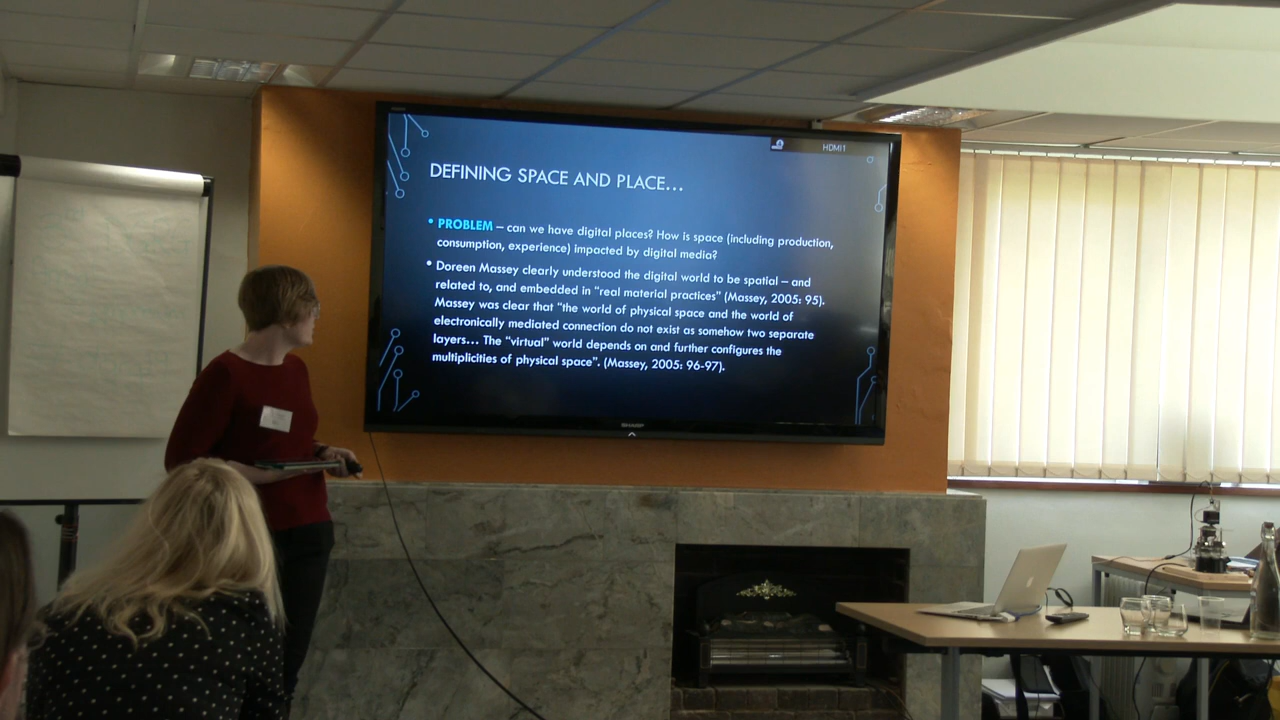 HDMI1
DEFINING SPACE AND PLACE...
• PROBLEM – can we have digital places? How is space (including production,
consumption, experience) impacted by digital media?
• Doreen Massey clearly understood the digital world to be spatial – and
related to, and embedded in "real material practices" (Massey, 2005: 95).
Massey was clear that "the world of physical space and the world of
electronically mediated connection do not exist as somehow two separate
layers... The "virtual" world depends on and further configures the
multiplicities of physical space". (Massey, 2005: 96-97).
SHARP